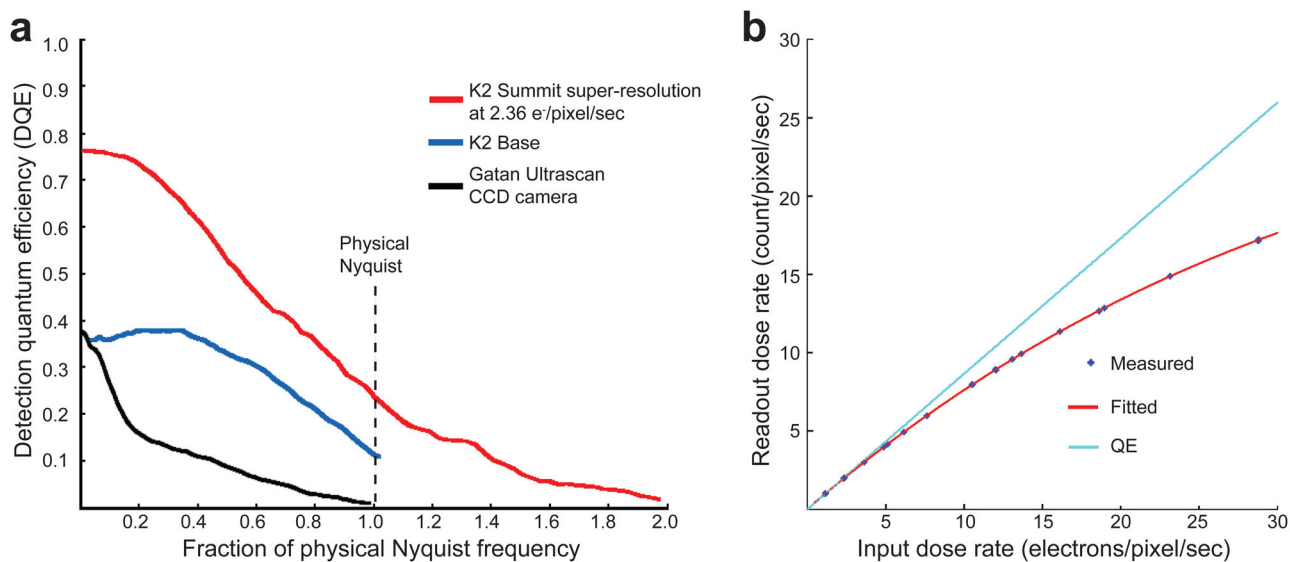 a
1.0
0.9
0.8
0.7
0.6
0.5
0.4
0.3
0.2
0.1
Detection quantum efficiency (DQE)
K2 Summit super-resolution
at 2.36 e⁻/pixel/sec
K2 Base
Gatan Ultrascan
CCD camera
Physical
Nyquist
0.2 0.4 0.6 0.8 1.0 1.2 1.4 1.6 1.8 2.0
Fraction of physical Nyquist frequency
b
30
25
20
15
10
5
Readout dose rate (count/pixel/sec)
Measured
Fitted
QE
5 10 15 20 25 30
Input dose rate (electrons/pixel/sec)